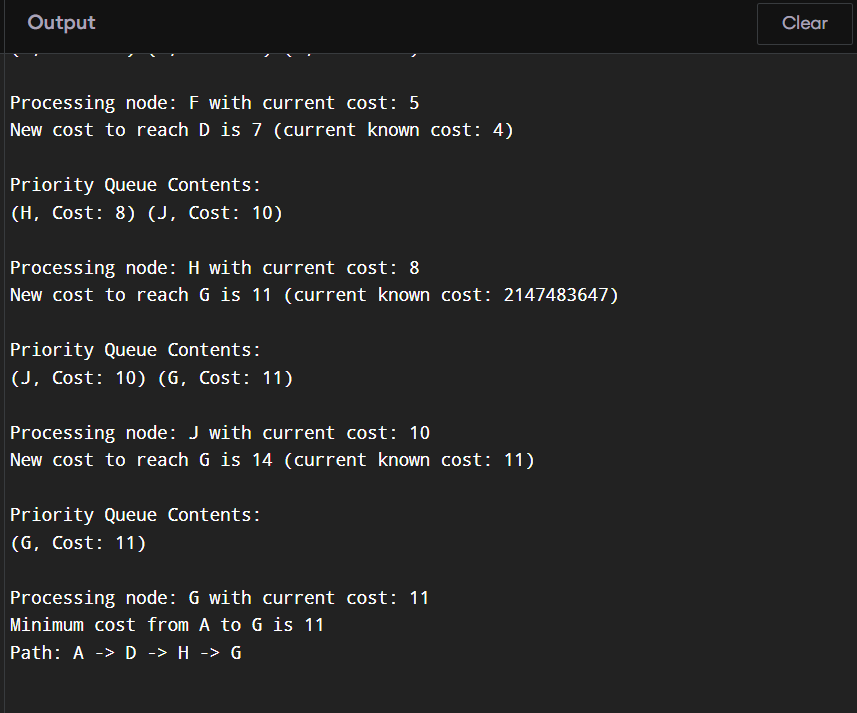 Output
Clear
Processing node: F with current cost: 5
New cost to reach D is 7 (current known cost: 4)
Priority Queue Contents:
(H, Cost: 8) (J, Cost: 10)
Processing node: H with current cost: 8
New cost to reach G is 11 (current known cost: 2147483647)
Priority Queue Contents:
(J, Cost: 10) (G, Cost: 11)
Processing node: J with current cost: 10
New cost to reach G is 14 (current known cost: 11)
Priority Queue Contents:
(G, Cost: 11)
Processing node: G with current cost: 11
Minimum cost from A to G is 11
Path: A -> D -> H -> G